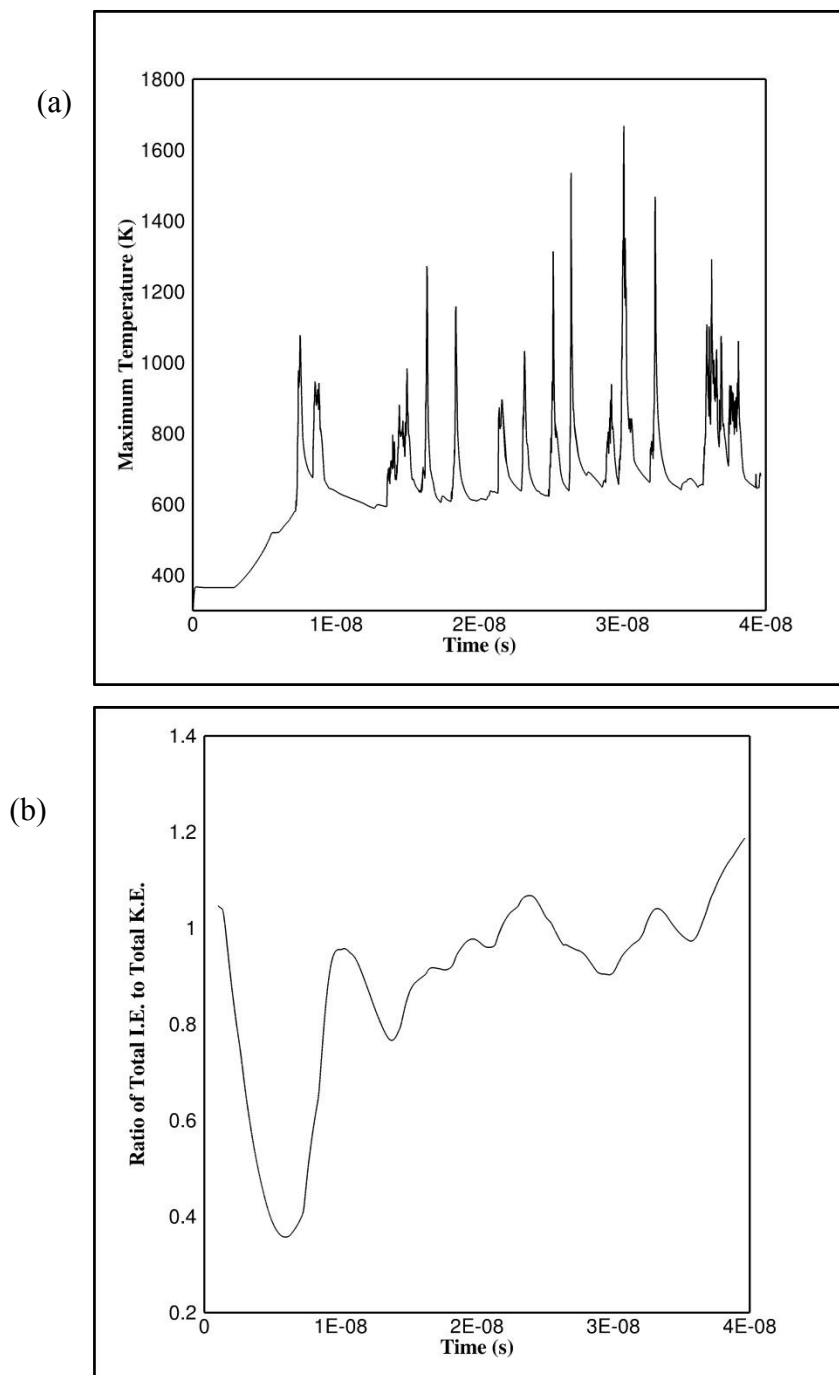 (a)
1800
1600
1400
1200
1000
800
600
400
Maximum Temperature (K)
0
1E-08
2E-08
3E-08
4E-08
Time (s)
(b)
1.4
1.2
1
0.8
0.6
0.4
0.2
Ratio of Total I.E. to Total K.E.
0
1E-08
2E-08
3E-08
4E-08
Time (s)